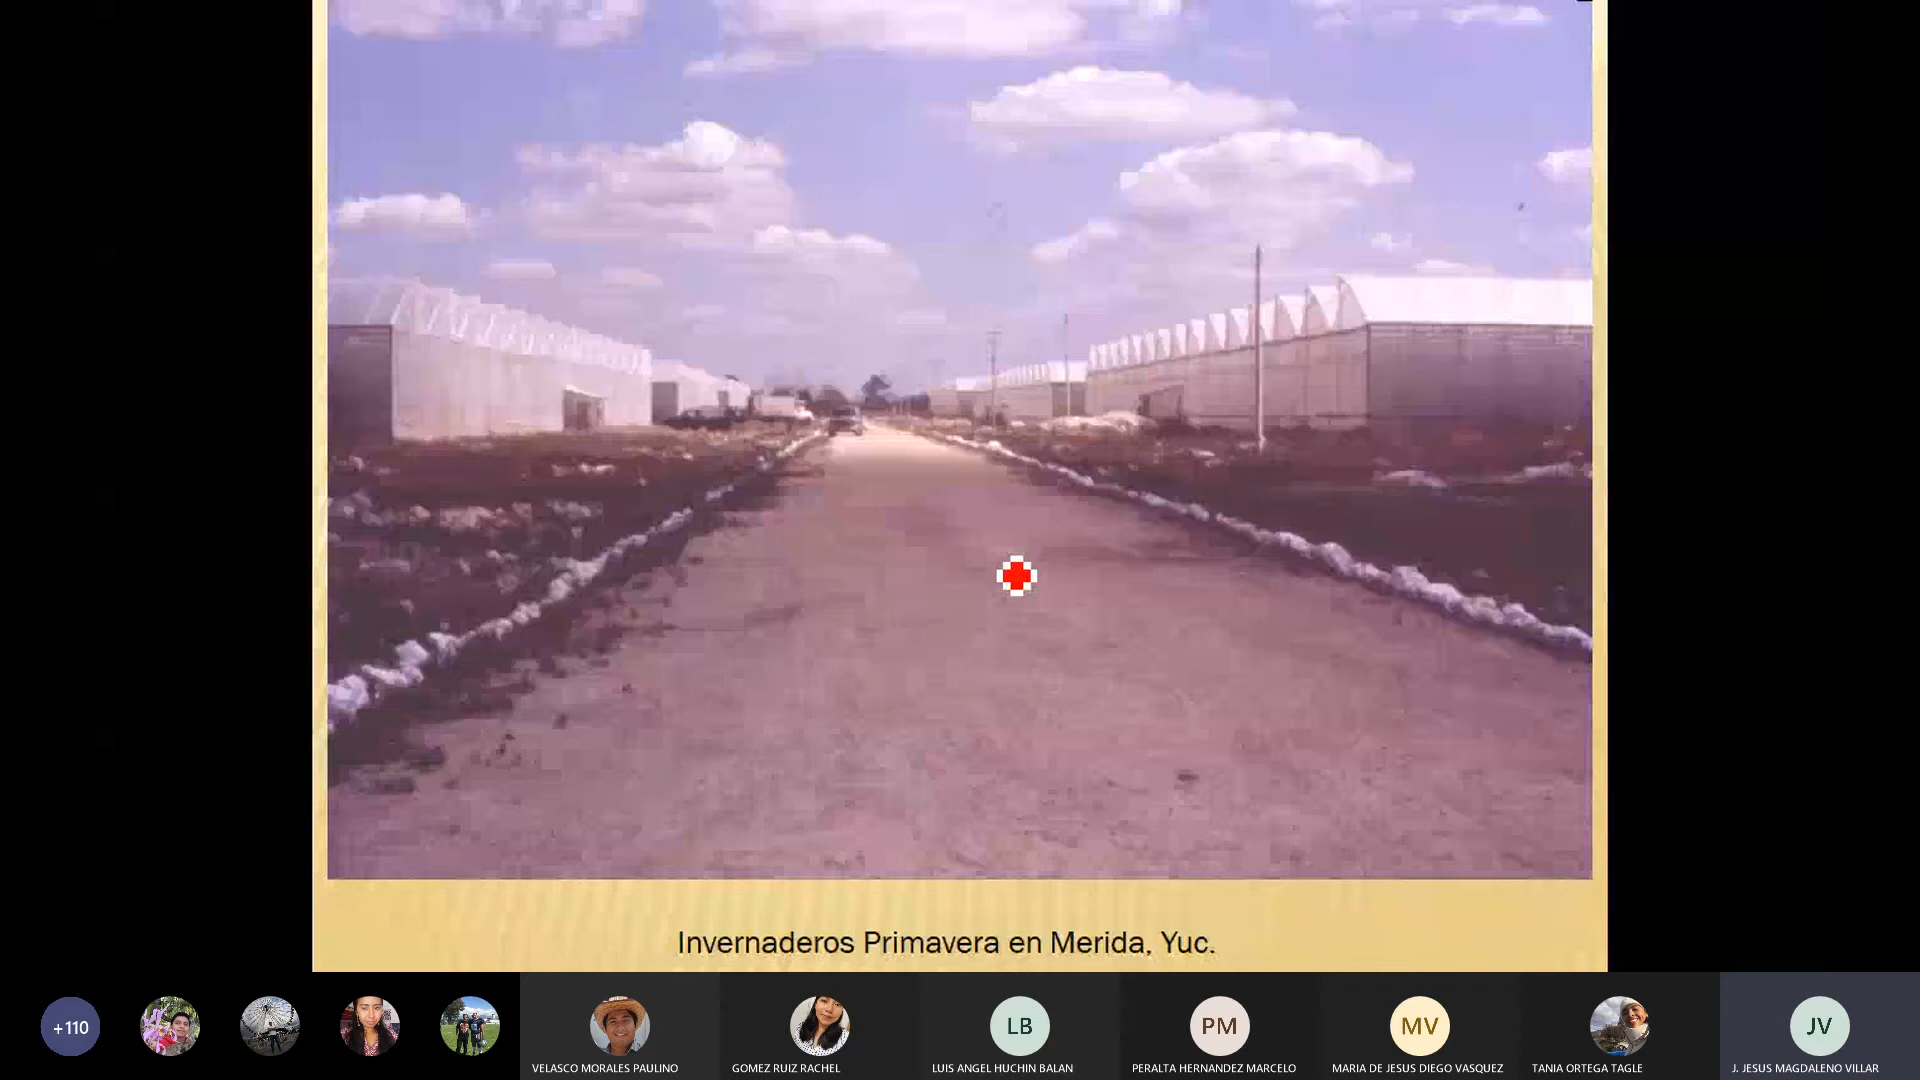 Invernaderos Primavera en Merida, Yuc.
+110
VELASCO MORALES PAULINO
GOMEZ RUIZ RACHEL
LB
LUIS ANGEL HUCHIN BALAN
PM
PERALTA HERNANDEZ MARCELO
MV
MARIA DE JESUS DIEGO VASQUEZ
TANIA ORTEGA TAGLE
JV
J. JESUS MAGDALENO VILLAR